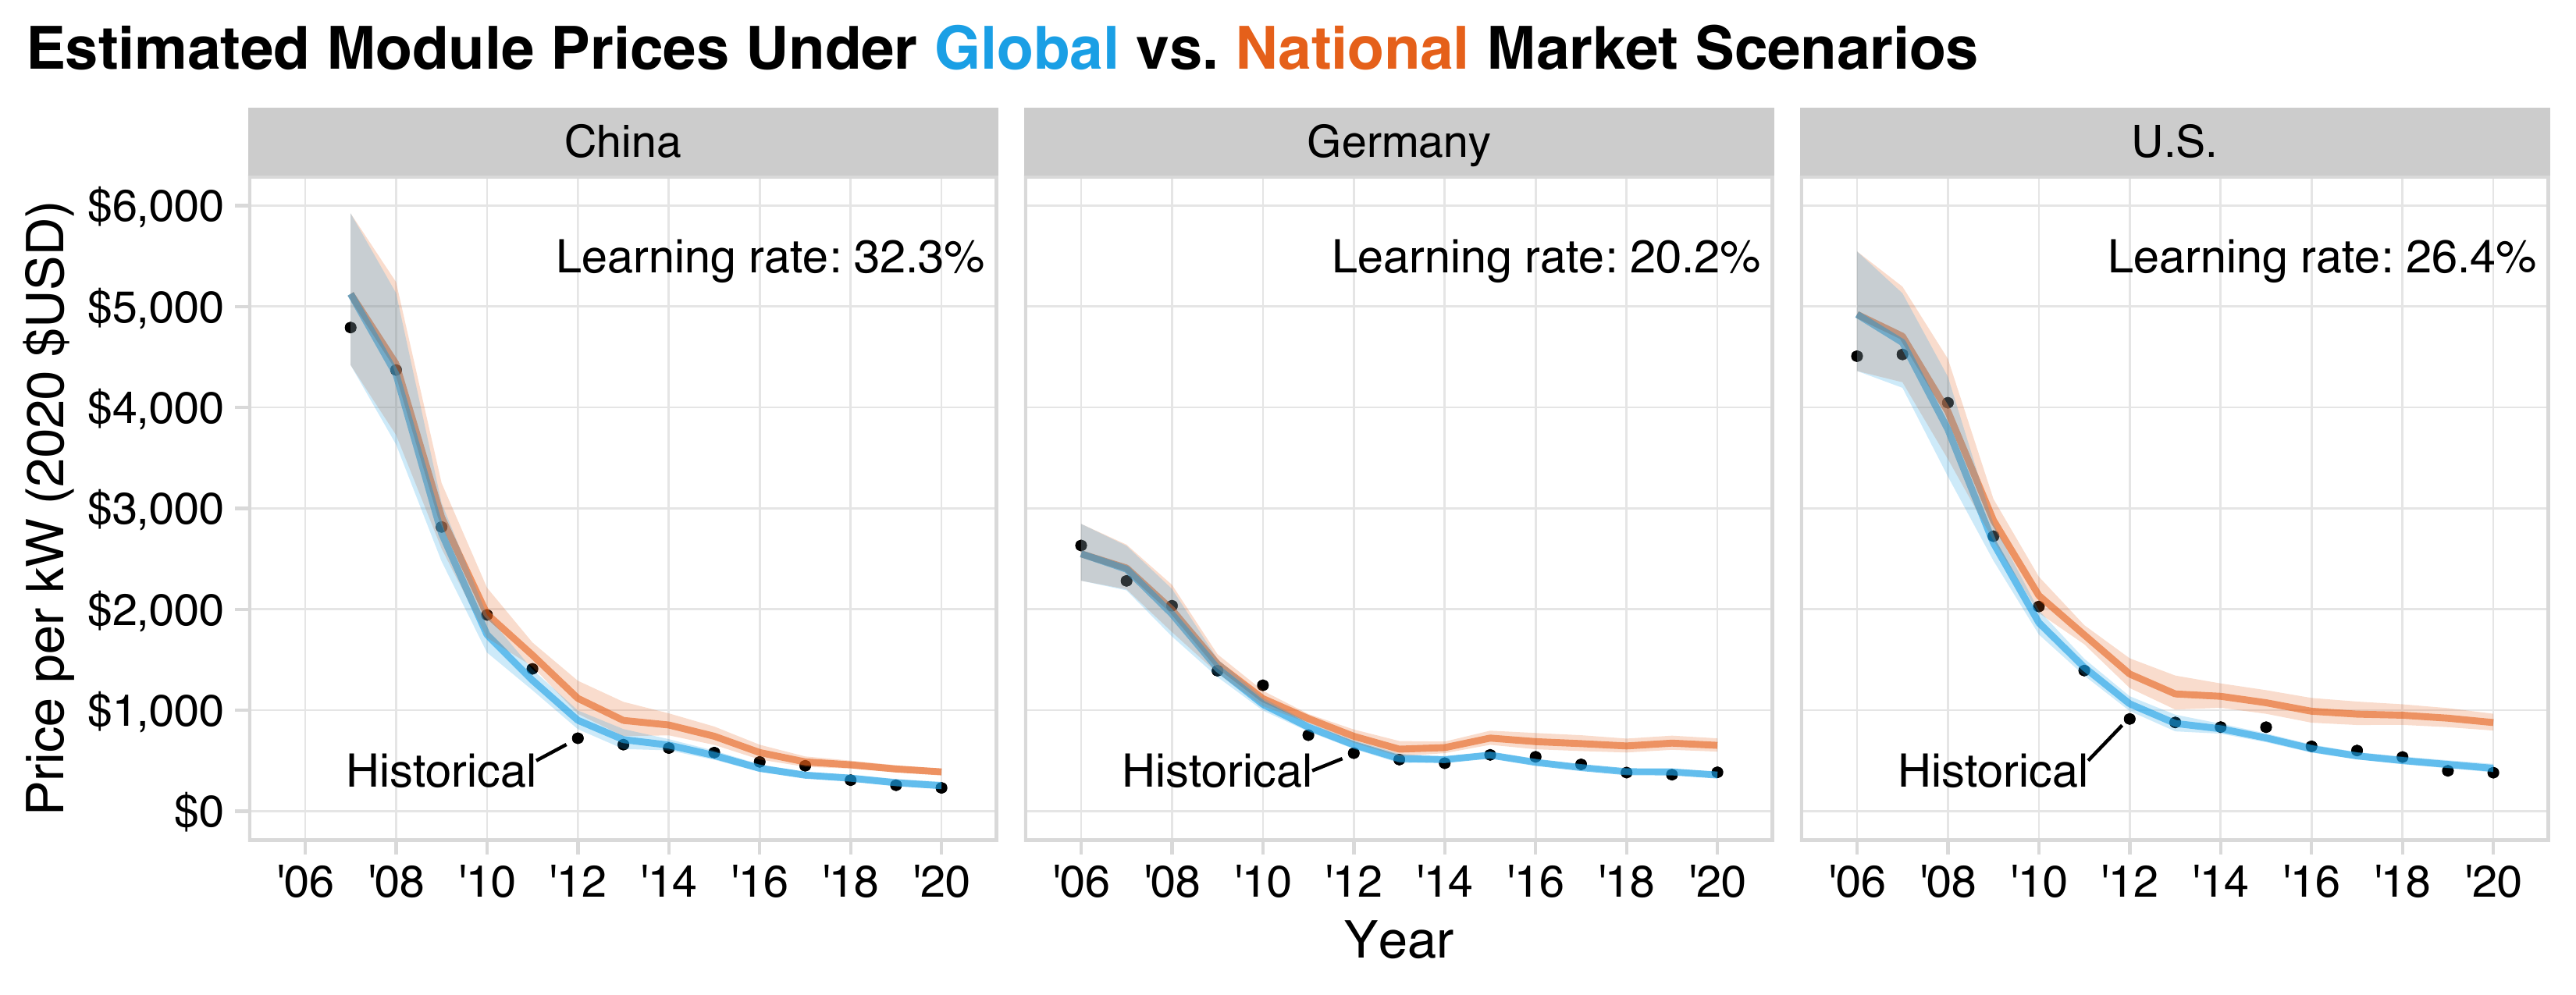 Estimated Module Prices Under Global vs. National Market Scenarios
China
Germany
U.S.
Price per kW (2020 $USD)
$6,000
$5,000
$4,000
$3,000
$2,000
$1,000
$0
Learning rate: 32.3%
Historical
Learning rate: 20.2%
Historical
Learning rate: 26.4%
Historical
'06 '08 '10 '12 '14 '16 '18 '20
'06 '08 '10 '12 '14 '16 '18 '20
'06 '08 '10 '12 '14 '16 '18 '20
Year